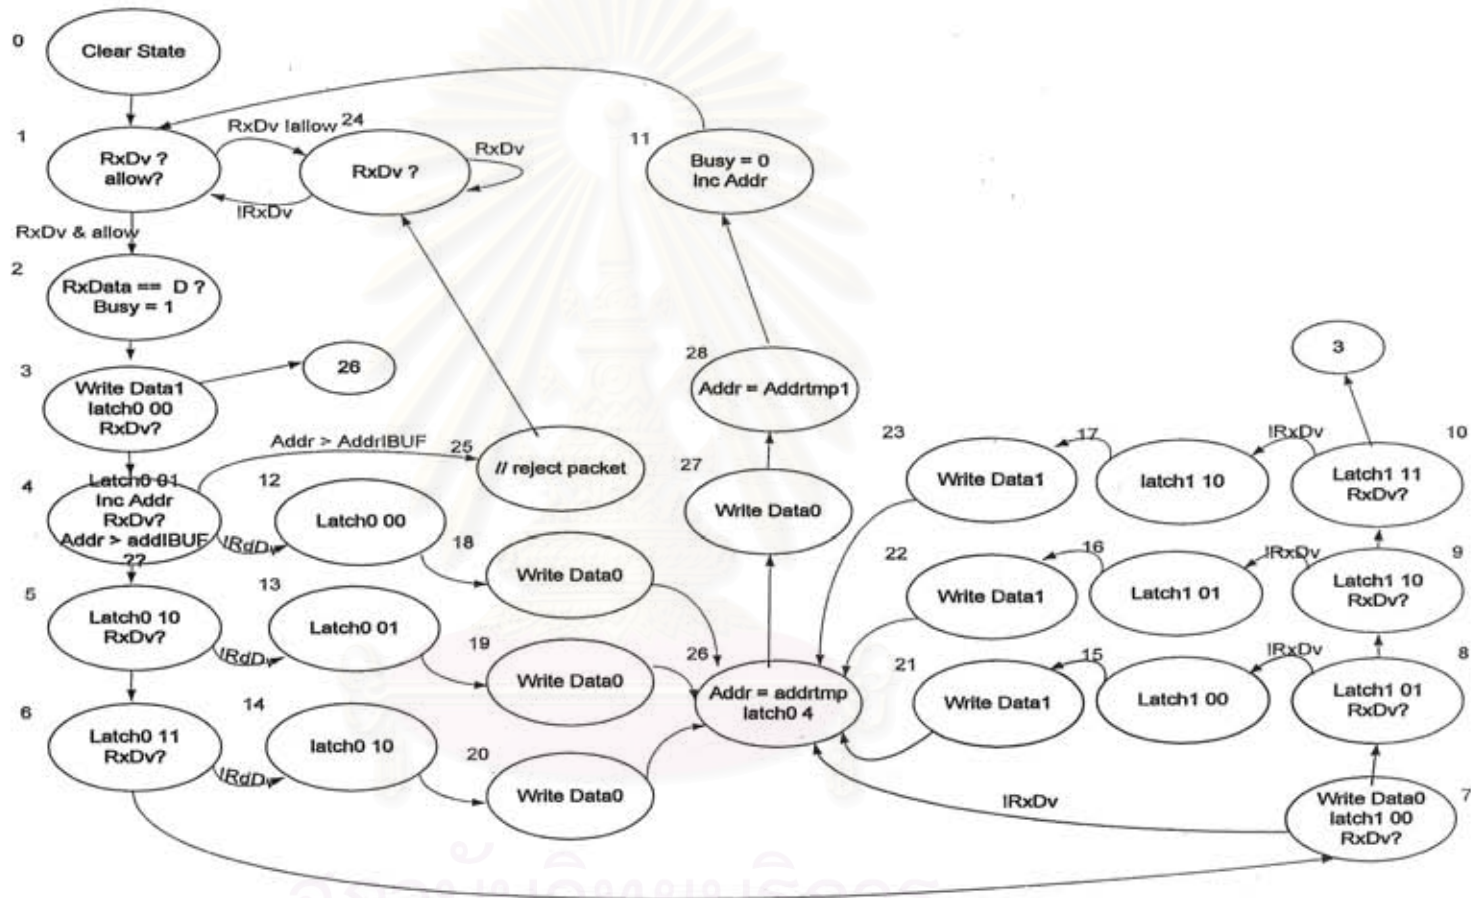 0
Clear State
1
RxDv ?
allow?
RxDv !allow
24
RxDv ?
RxDv
!RxDv
11
Busy = 0
Inc Addr
RxDv & allow
2
RxData == D ?
Busy = 1
3
Write Data1
latch0 00
RxDv?
26
28
Addr = Addrtmp1
3
4
Latch0 01
Inc Addr
RxDv?
Addr > addIBUF
??
Addr > AddrIBUF
25
// reject packet
!RdDv
12
Latch0 00
18
Write Data0
27
Write Data0
23
Write Data1
17
latch1 10
!RxDv
10
Latch1 11
RxDv?
5
Latch0 10
RxDv?
!RdDv
13
Latch0 01
19
Write Data0
22
Write Data1
16
Latch1 01
!RxDv
9
Latch1 10
RxDv?
6
Latch0 11
RxDv?
!RdDv
14
latch0 10
20
Write Data0
26
Addr = addrtmp
latch0 4
21
Write Data1
15
Latch1 00
!RxDv
8
Latch1 01
RxDv?
!RxDv
7
Write Data0
latch1 00
RxDv?